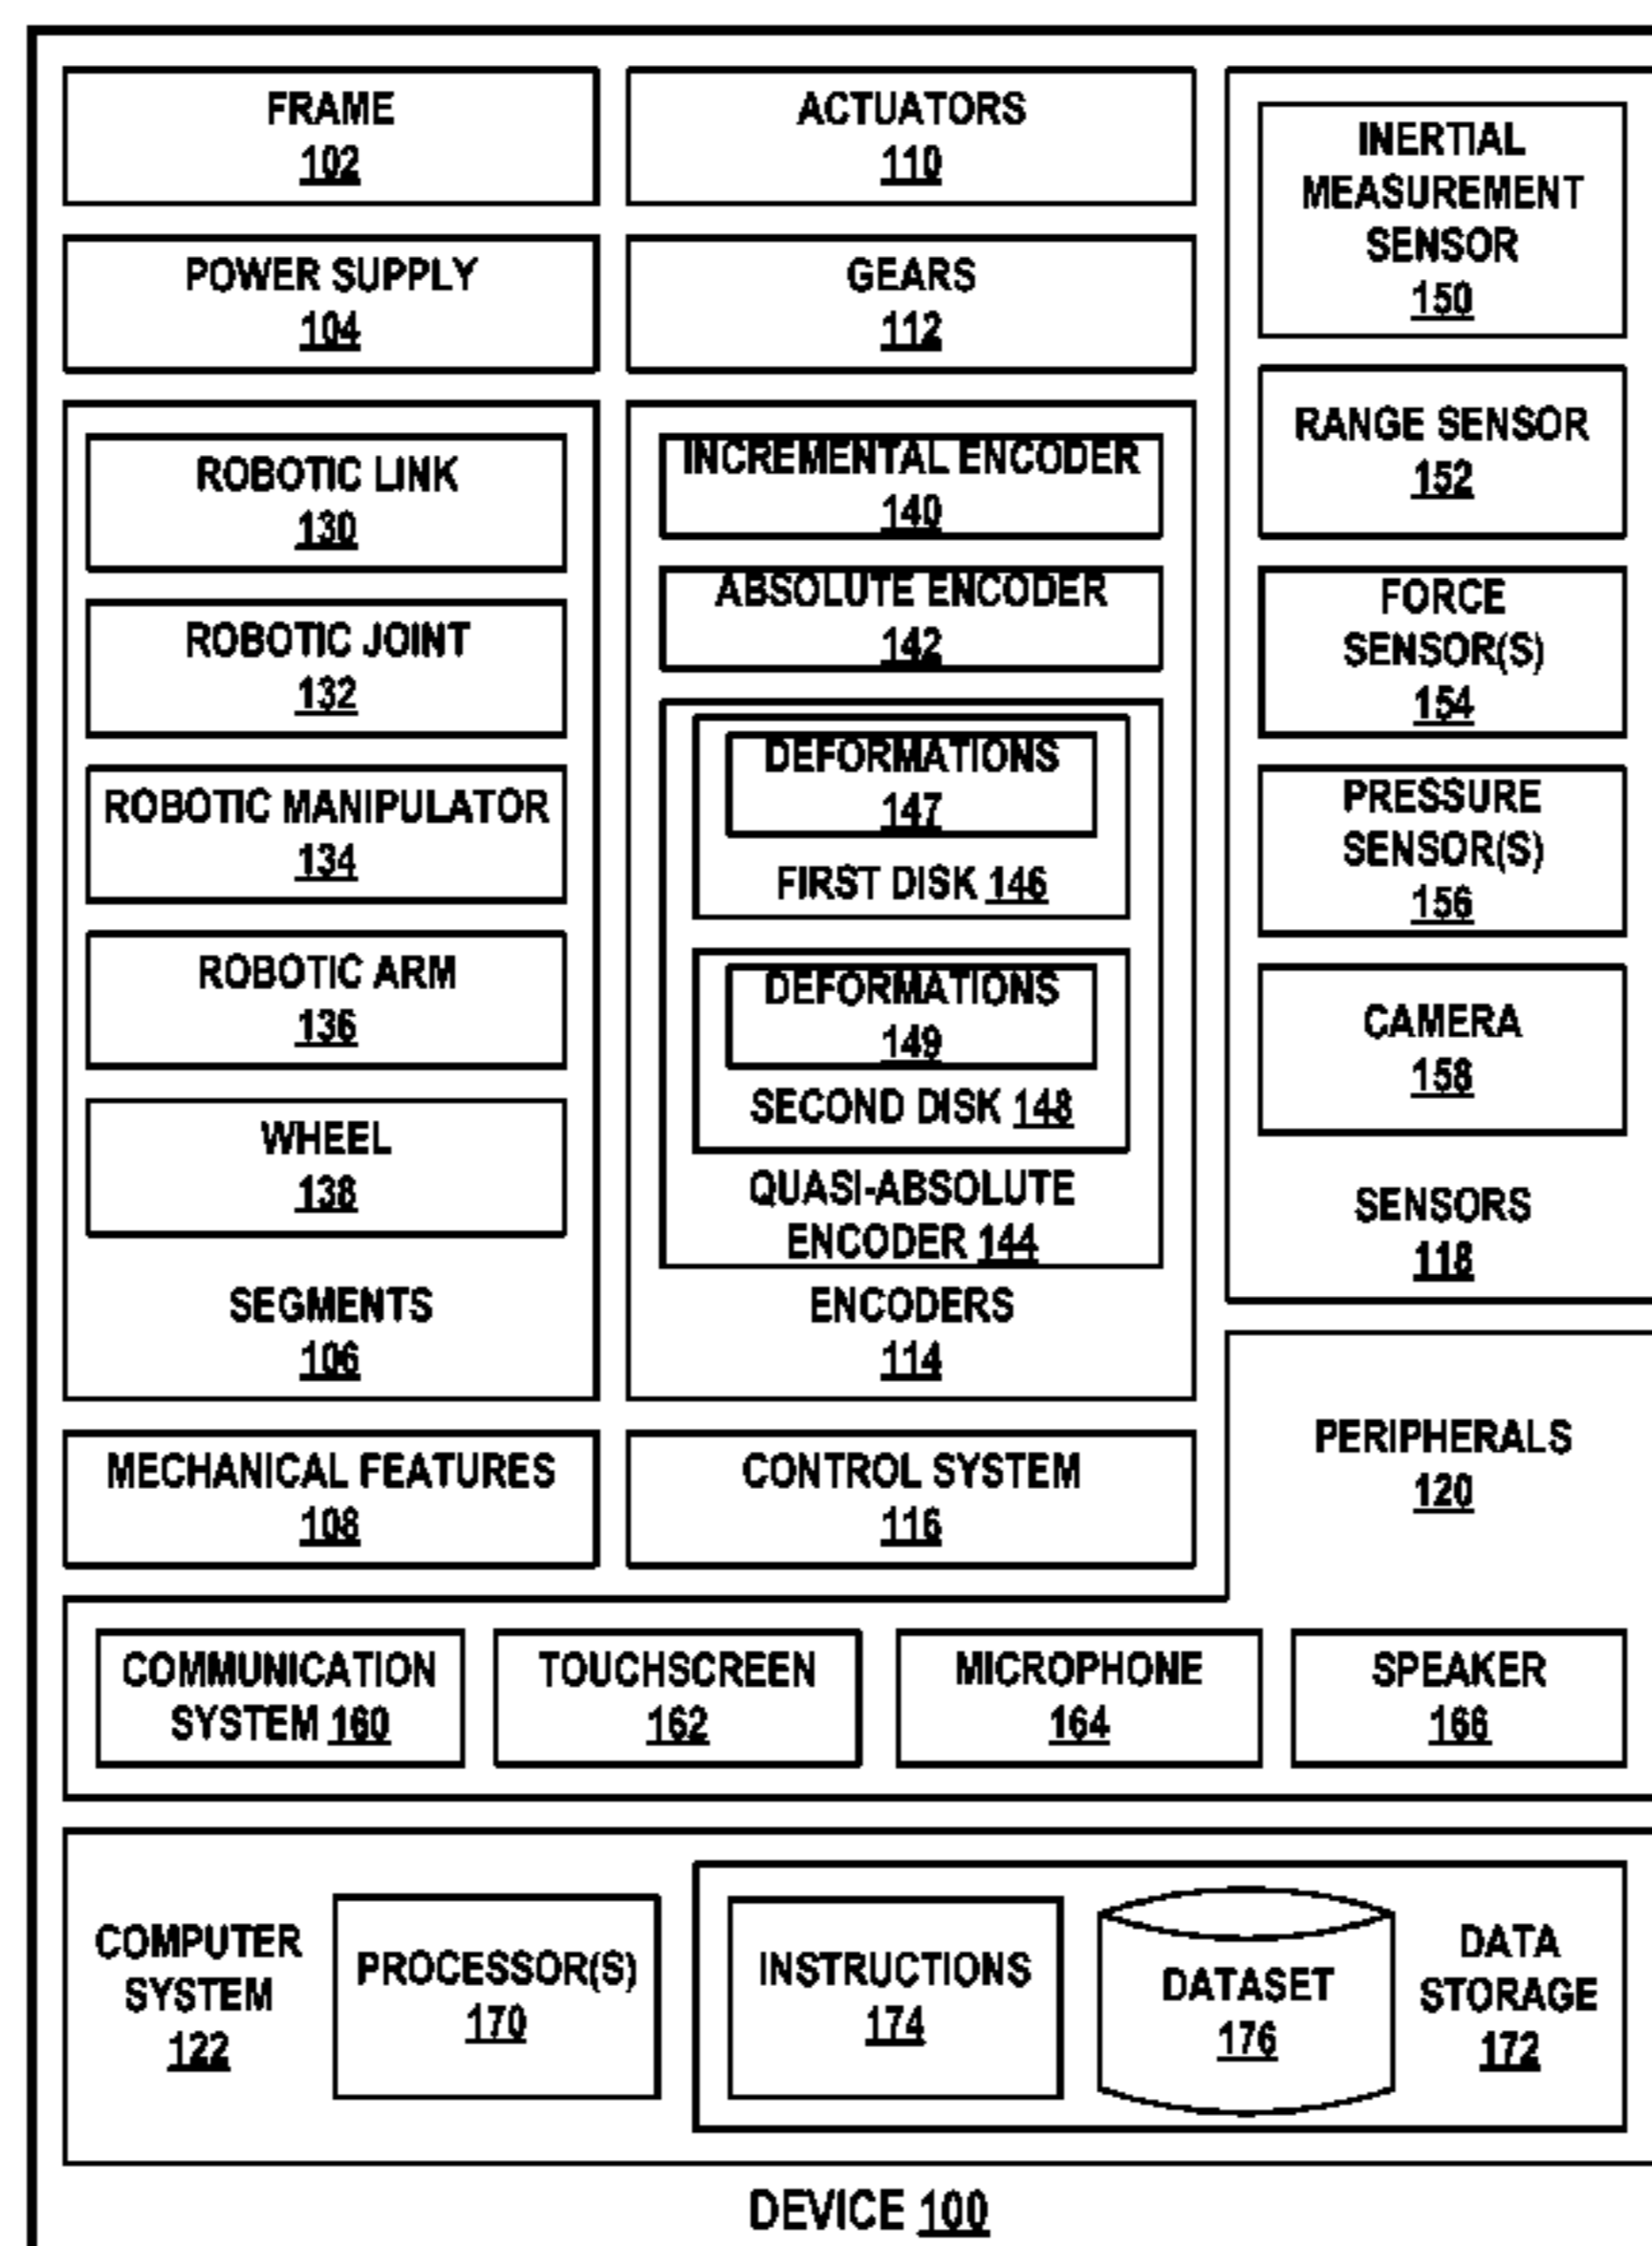 FRAME
102
ACTUATORS
110
POWER SUPPLY
104
GEARS
112
ROBOTIC LINK
130
ROBOTIC JOINT
132
ROBOTIC MANIPULATOR
134
ROBOTIC ARM
136
WHEEL
138
SEGMENTS
106
INCREMENTAL ENCODER
140
ABSOLUTE ENCODER
142
DEFORMATIONS
147
FIRST DISK 146
DEFORMATIONS
149
SECOND DISK 148
QUASI-ABSOLUTE
ENCODER 144
ENCODERS
114
INERTIAL
MEASUREMENT
SENSOR
150
RANGE SENSOR
152
FORCE
SENSOR(S)
154
PRESSURE
SENSOR(S)
156
CAMERA
158
SENSORS
118
MECHANICAL FEATURES
108
CONTROL SYSTEM
116
PERIPHERALS
120
COMMUNICATION
SYSTEM 160
TOUCHSCREEN
162
MICROPHONE
164
SPEAKER
166
COMPUTER
SYSTEM
122
PROCESSOR(S)
170
INSTRUCTIONS
174
DATASET
176
DATA
STORAGE
172
DEVICE 100